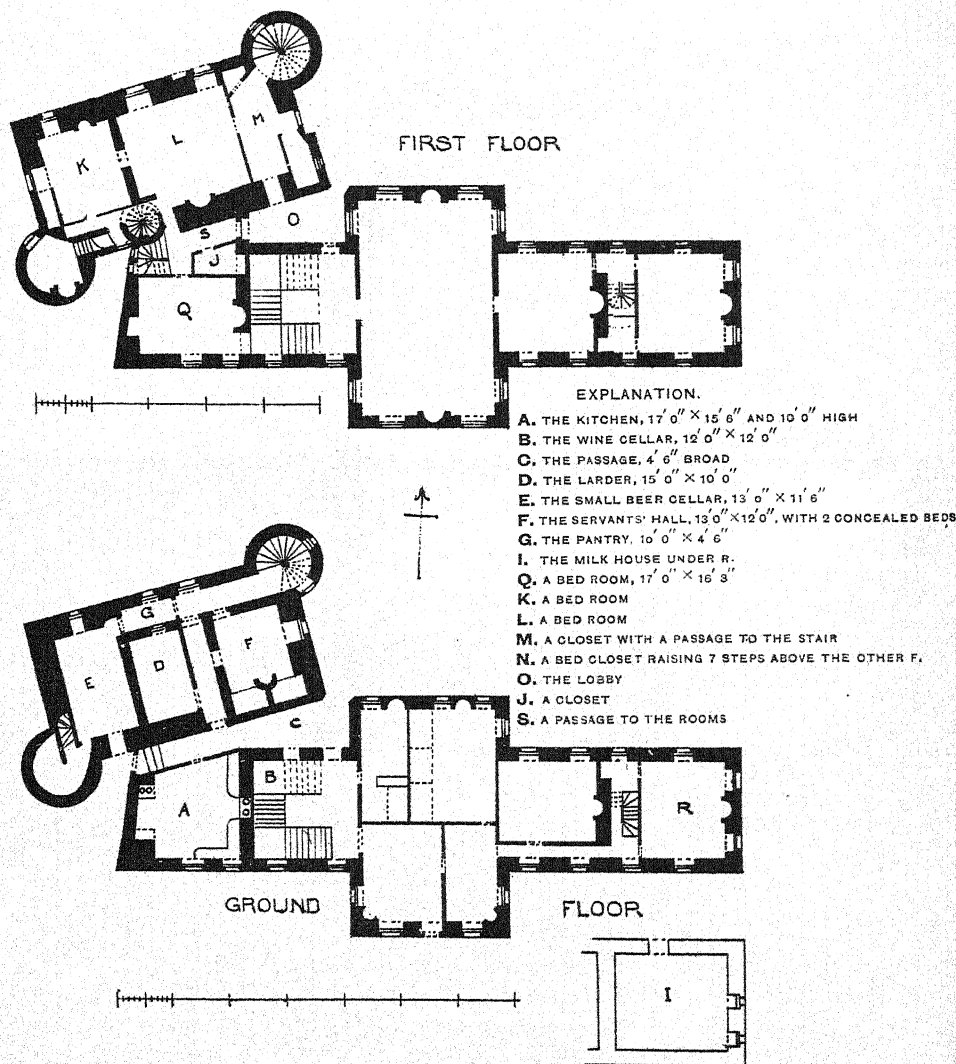 FIRST FLOOR
K
L
M
O
S
J
Q
EXPLANATION.
A. THE KITCHEN, 17'0" × 15'6" AND 10'0" HIGH
B. THE WINE CELLAR, 12'0" × 12'0"
C. THE PASSAGE, 4'6" BROAD
D. THE LARDER, 15'0" × 10'0"
E. THE SMALL BEER CELLAR, 13'0" × 11'6"
F. THE SERVANTS' HALL, 13'0" × 12'0", WITH 2 CONCEALED BEDS
G. THE PANTRY, 10'0" × 4'6"
I. THE MILK HOUSE UNDER R.
Q. A BED ROOM, 17'0" × 16'3"
K. A BED ROOM
L. A BED ROOM
M. A CLOSET WITH A PASSAGE TO THE STAIR
N. A BED CLOSET RAISING 7 STEPS ABOVE THE OTHER F.
O. THE LOBBY
J. A CLOSET
S. A PASSAGE TO THE ROOMS
G
F
D
E
C
B
A
R
GROUND FLOOR
I